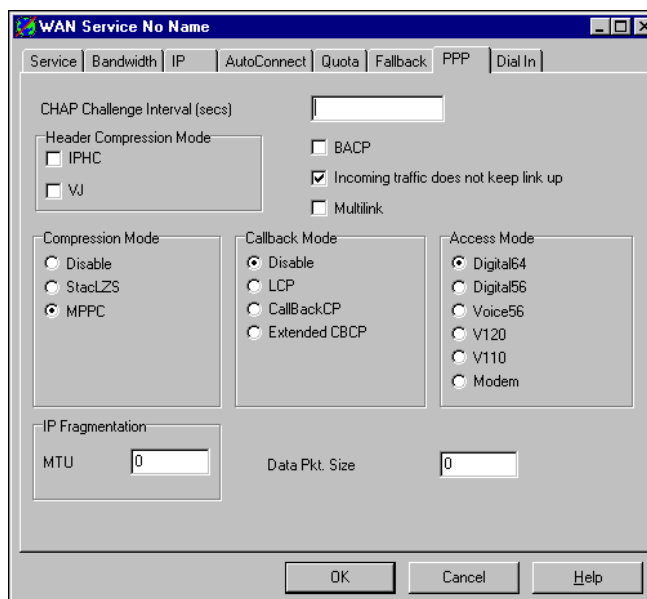 WAN Service No Name
Service Bandwidth IP AutoConnect Quota Fallback PPP Dial In
CHAP Challenge Interval (secs)
Header Compression Mode
IPHC
VJ
BACP
Incoming traffic does not keep link up
Multilink
Compression Mode
Disable
StacLZS
MPPC
Callback Mode
Disable
LCP
CallBackCP
Extended CBCP
Access Mode
Digital64
Digital56
Voice56
V120
V110
Modem
IP Fragmentation
MTU 0
Data Pkt. Size 0
OK Cancel Help